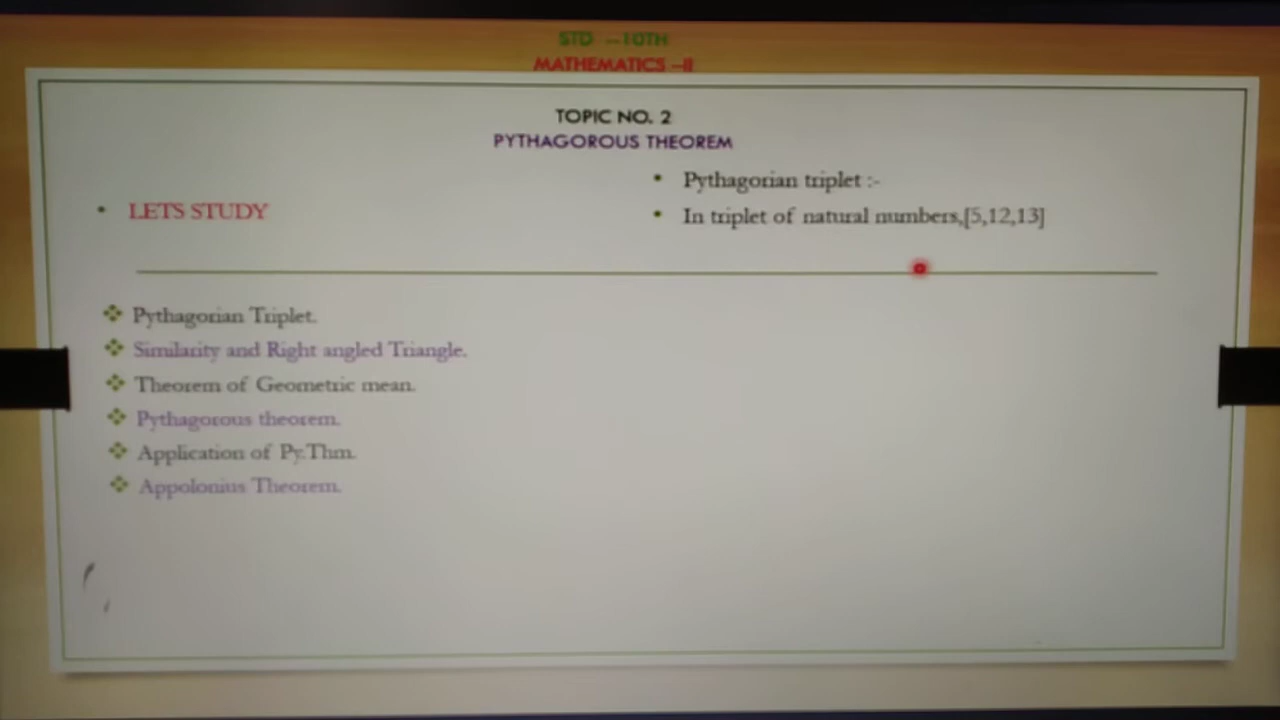 STD –10TH
MATHEMATICS –II
TOPIC NO. 2
PYTHAGOROUS THEOREM
• LETS STUDY
• Pythagorian triplet :-
• In triplet of natural numbers,[5,12,13]
❖ Pythagorian Triplet.
❖ Similarity and Right angled Triangle.
❖ Theorem of Geometric mean.
❖ Pythagorous theorem.
❖ Application of Py.Thm.
❖ Appolonius Theorem.